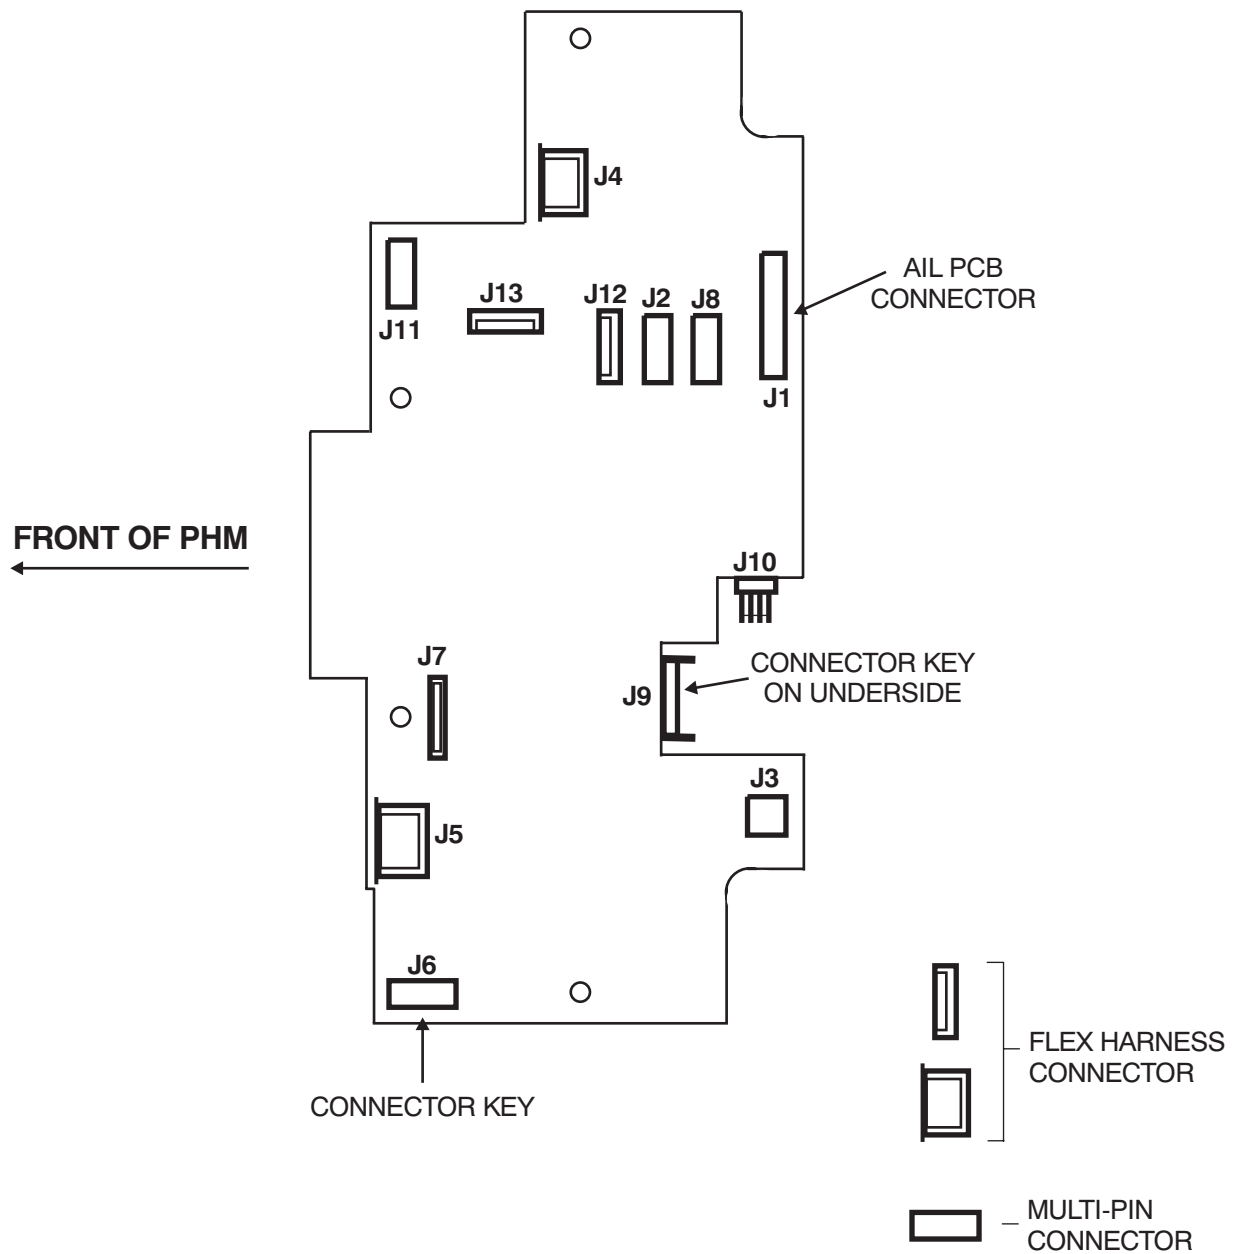 J4
AIL PCB
CONNECTOR
J13
J12
J2
J8
J11
J1
FRONT OF PHM
J10
J7
CONNECTOR KEY
ON UNDERSIDE
J9
J3
J5
J6
CONNECTOR KEY
FLEX HARNESS
CONNECTOR
MULTI-PIN
CONNECTOR